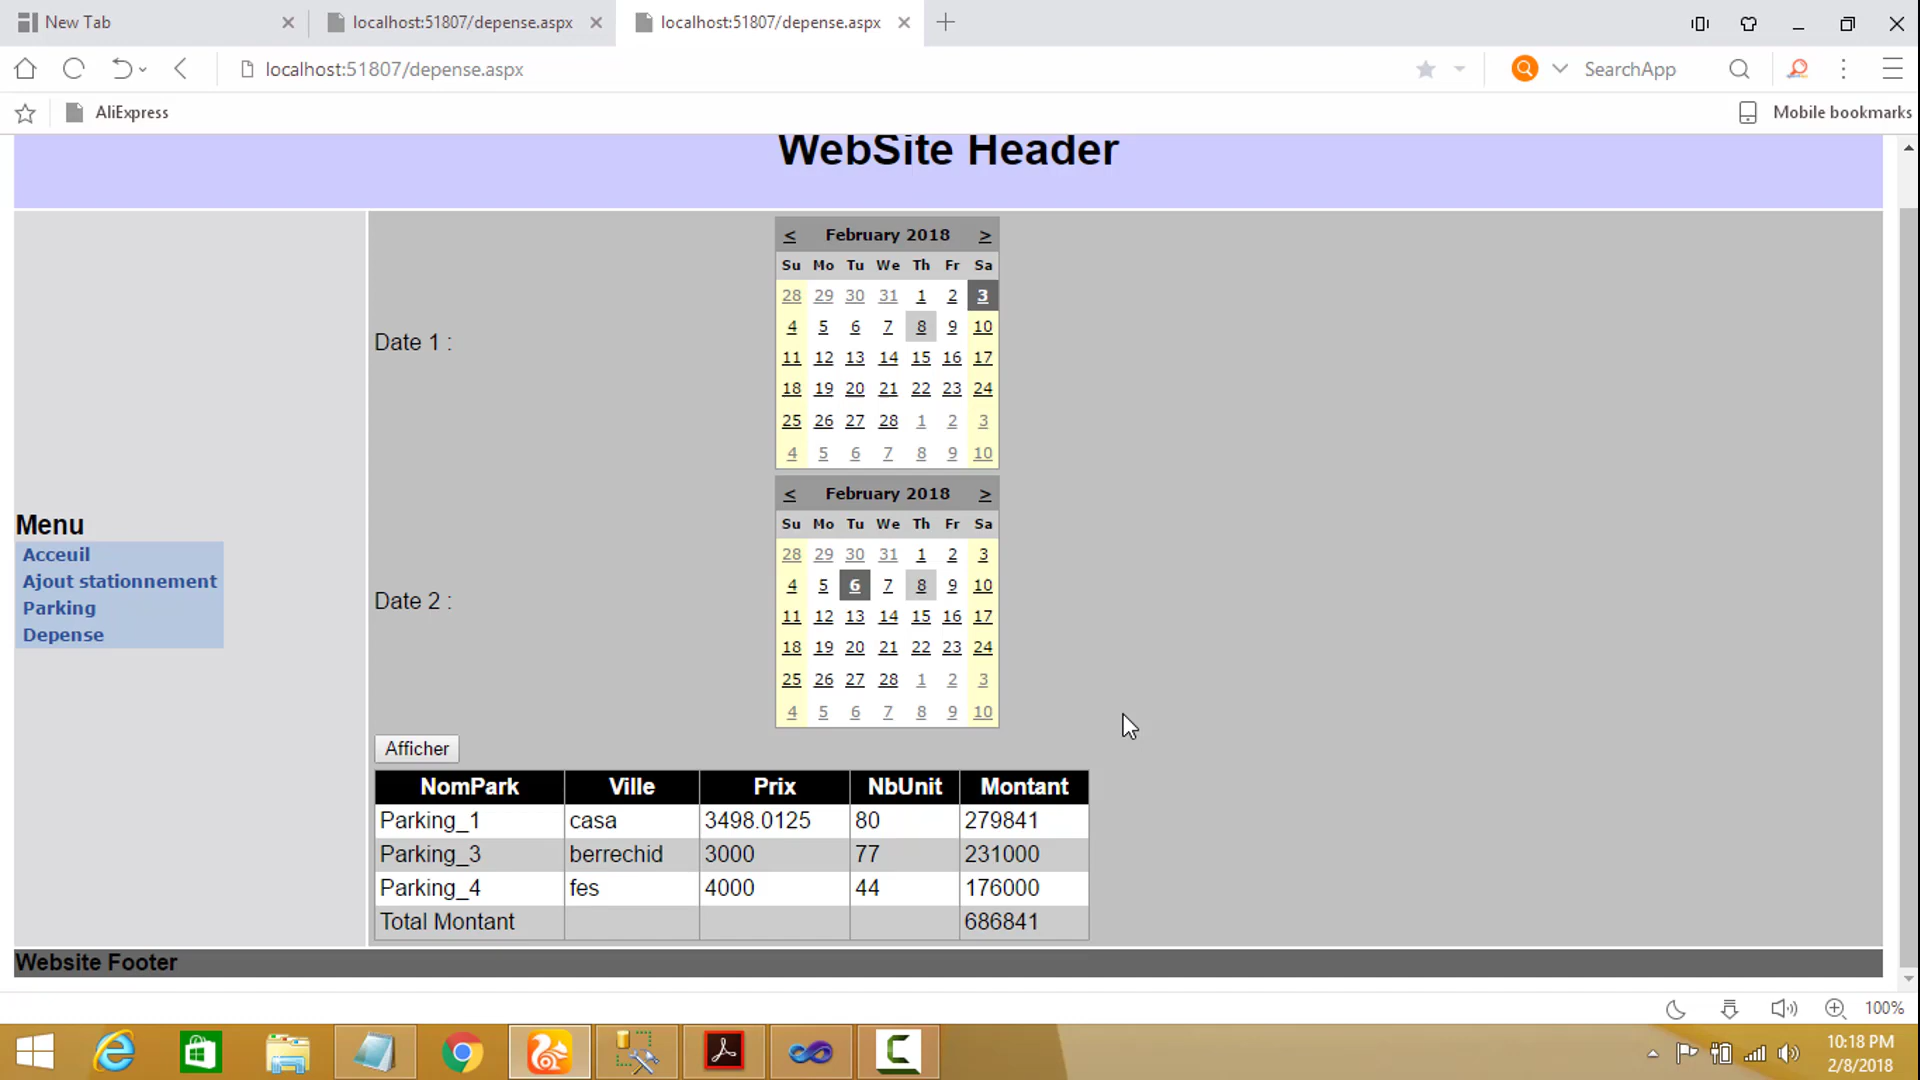 New Tab
localhost:51807/depense.aspx
localhost:51807/depense.aspx
localhost:51807/depense.aspx
SearchApp
AliExpress
Mobile bookmarks
WebSite Header
Menu
Acceuil
Ajout stationnement
Parking
Depense
Date 1 :
< February 2018 >
Su Mo Tu We Th Fr Sa
28 29 30 31 1 2 3
4 5 6 7 8 9 10
11 12 13 14 15 16 17
18 19 20 21 22 23 24
25 26 27 28 1 2 3
4 5 6 7 8 9 10
Date 2 :
< February 2018 >
Su Mo Tu We Th Fr Sa
28 29 30 31 1 2 3
4 5 6 7 8 9 10
11 12 13 14 15 16 17
18 19 20 21 22 23 24
25 26 27 28 1 2 3
4 5 6 7 8 9 10
Afficher
NomPark Ville Prix NbUnit Montant
Parking_1 casa 3498.0125 80 279841
Parking_3 berrechid 3000 77 231000
Parking_4 fes 4000 44 176000
Total Montant 686841
Website Footer
100%
10:18 PM
2/8/2018